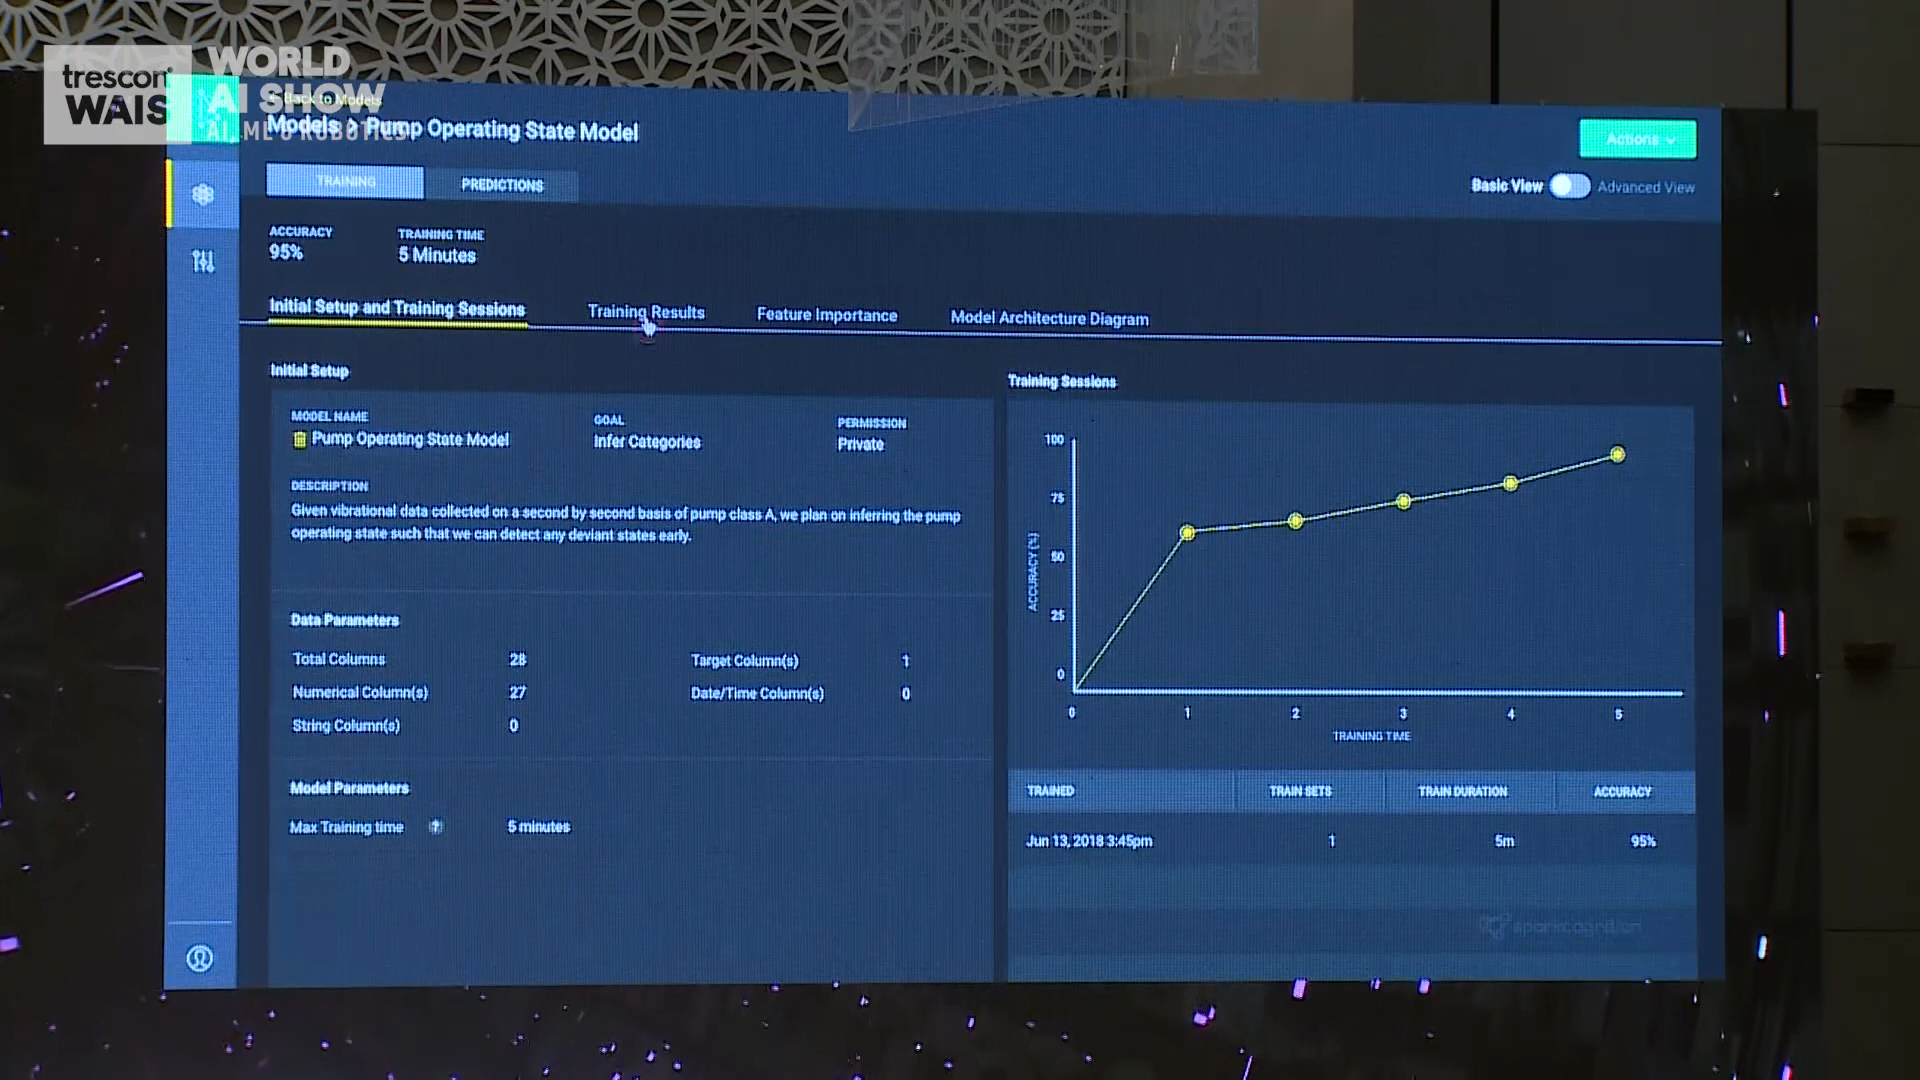 trescon
WAIS
WORLD
AI SHOW
AI, ML & ROBOTICS
Back to Models
Models > Pump Operating State Model
Actions
TRAINING
PREDICTIONS
Basic View
Advanced View
ACCURACY
95%
TRAINING TIME
5 Minutes
Initial Setup and Training Sessions
Training Results
Feature Importance
Model Architecture Diagram
Initial Setup
MODEL NAME
Pump Operating State Model
GOAL
Infer Categories
PERMISSION
Private
DESCRIPTION
Given vibrational data collected on a second by second basis of pump class A, we plan on inferring the pump
operating state such that we can detect any deviant states early.
Data Parameters
Total Columns 28
Target Column(s) 1
Numerical Column(s) 27
Date/Time Column(s) 0
String Column(s) 0
Model Parameters
Max Training time ? 5 minutes
Training Sessions
100
75
50
25
0
ACCURACY (%)
0 1 2 3 4 5
TRAINING TIME
TRAINED TRAIN SETS TRAIN DURATION ACCURACY
Jun 13, 2018 3:45pm 1 5m 95%
sparkcognition